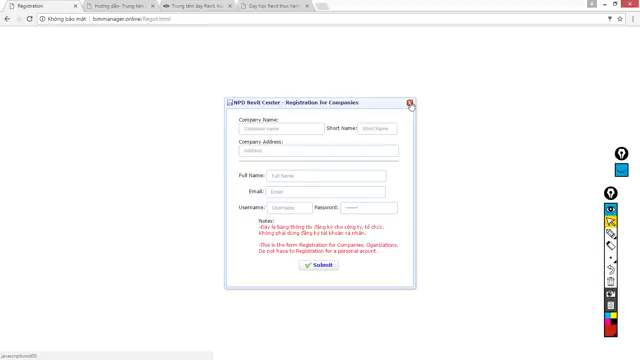 Registration
Hướng dẫn- Trung tâm
Trung tâm dạy Revit
Dạy học Revit thực hành
Không bảo mật
bimmanager.online/Regist.html
NPD Revit Center - Registration for Companies
Company Name:
Customer name
Short Name:
Short Name
Company Address:
Address
Full Name:
Full Name
Email:
Email
Username:
Username
Password:
Notes:
-Đây là bảng thông tin đăng ký cho công ty, tổ chức.
không phải dùng đăng ký tài khoản cá nhân.
-This is the form Registration for Companies, Oganizations.
Do not have to Registration for a personal acount.
Submit
javascript:void(0)